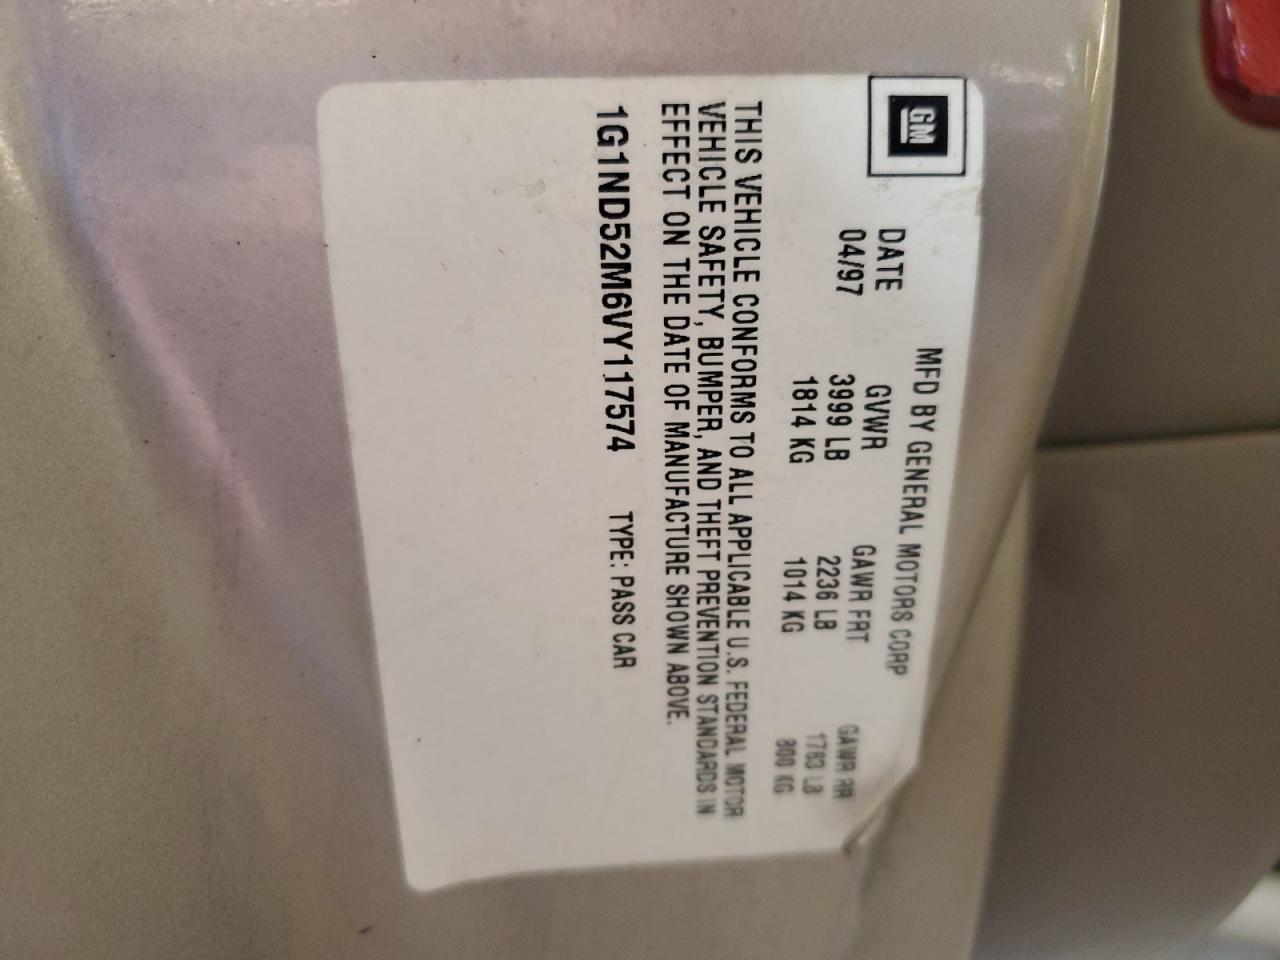 GM
MFD BY GENERAL MOTORS CORP
DATE GVWR GAWR FRT GAWR RR
04/97 3999 LB 2236 LB 1763 LB
1814 KG 1014 KG 800 KG
THIS VEHICLE CONFORMS TO ALL APPLICABLE U.S. FEDERAL MOTOR
VEHICLE SAFETY, BUMPER, AND THEFT PREVENTION STANDARDS IN
EFFECT ON THE DATE OF MANUFACTURE SHOWN ABOVE.
1G1ND52M6VY117574 TYPE: PASS CAR